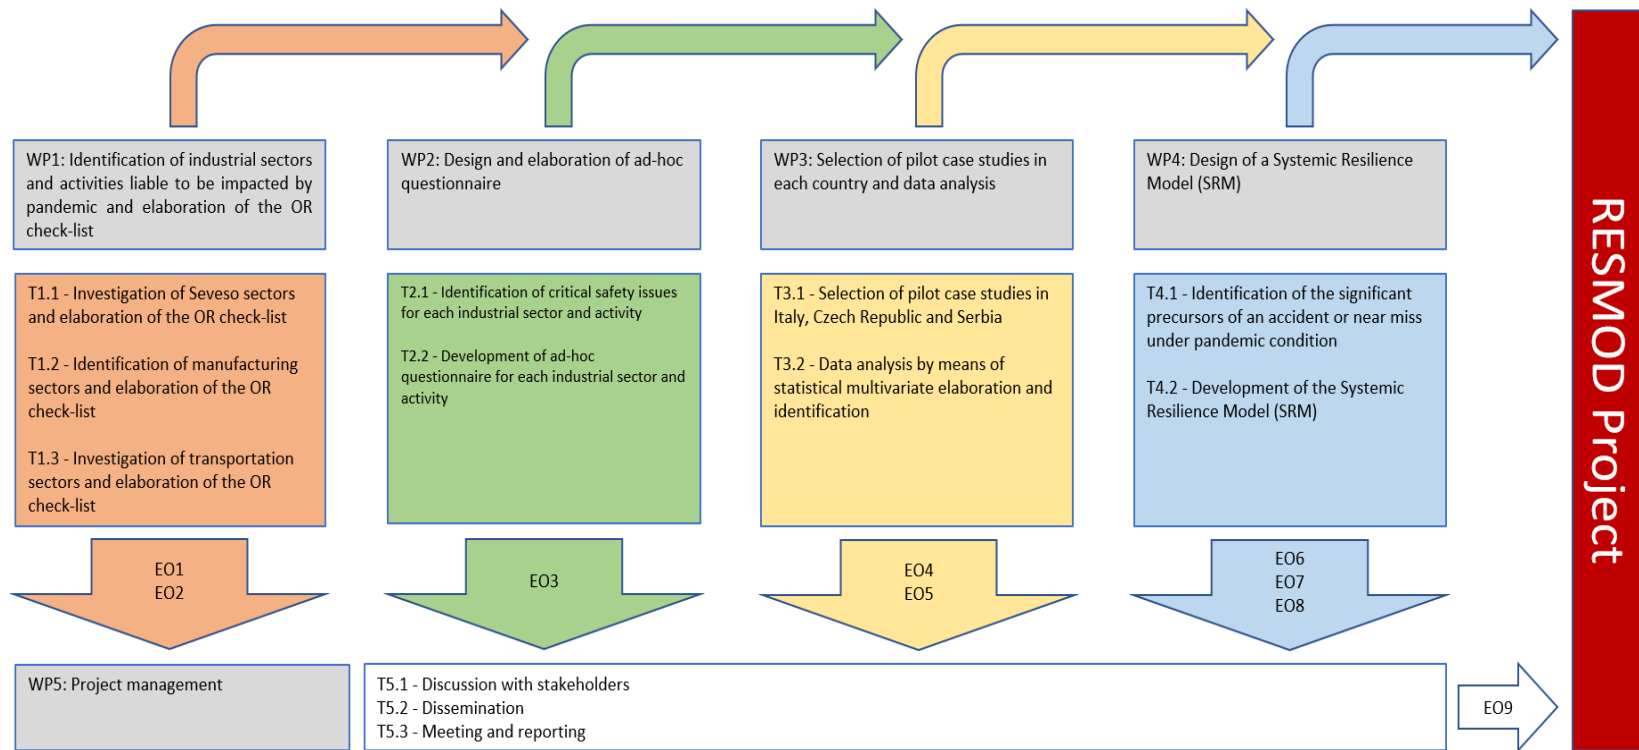 WP1: Identification of industrial sectors
and activities liable to be impacted by
pandemic and elaboration of the OR
check-list
WP2: Design and elaboration of ad-hoc
questionnaire
WP3: Selection of pilot case studies in
each country and data analysis
WP4: Design of a Systemic Resilience
Model (SRM)
T1.1 - Investigation of Seveso sectors
and elaboration of the OR check-list
T1.2 - Identification of manufacturing
sectors and elaboration of the OR
check-list
T1.3 - Investigation of transportation
sectors and elaboration of the OR
check-list
T2.1 - Identification of critical safety issues
for each industrial sector and activity
T2.2 - Development of ad-hoc
questionnaire for each industrial sector and
activity
T3.1 - Selection of pilot case studies in
Italy, Czech Republic and Serbia
T3.2 - Data analysis by means of
statistical multivariate elaboration and
identification
T4.1 - Identification of the significant
precursors of an accident or near miss
under pandemic condition
T4.2 - Development of the Systemic
Resilience Model (SRM)
EO1
EO2
EO3
EO4
EO5
EO6
EO7
EO8
WP5: Project management
T5.1 - Discussion with stakeholders
T5.2 - Dissemination
T5.3 - Meeting and reporting
EO9
RESMOD Project